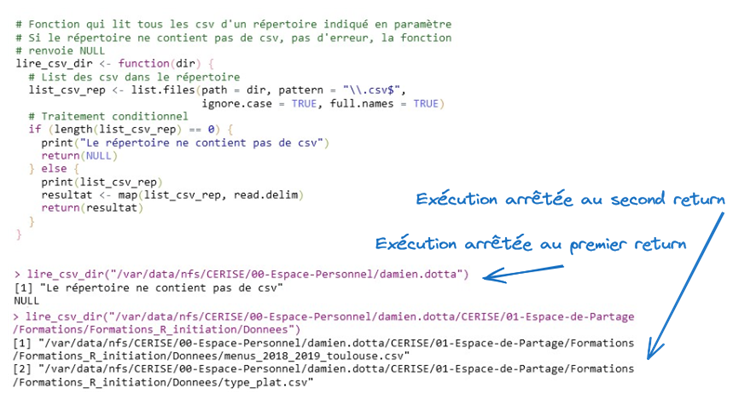 # Fonction qui lit tous les csv d'un répertoire indiqué en paramètre
# Si le répertoire ne contient pas de csv, pas d'erreur, la fonction
# renvoie NULL
lire_csv_dir <- function(dir) {
  # List des csv dans le répertoire
  list_csv_rep <- list.files(path = dir, pattern = "\\.csv$",
                             ignore.case = TRUE, full.names = TRUE)
  # Traitement conditionnel
  if (length(list_csv_rep) == 0) {
    print("Le répertoire ne contient pas de csv")
    return(NULL)
  } else {
    print(list_csv_rep)
    resultat <- map(list_csv_rep, read.delim)
    return(resultat)
  }
}
Exécution arrêtée au second return
Exécution arrêtée au premier return
> lire_csv_dir("/var/data/nfs/CERISE/00-Espace-Personnel/damien.dotta")
[1] "Le répertoire ne contient pas de csv"
NULL
> lire_csv_dir("/var/data/nfs/CERISE/00-Espace-Personnel/damien.dotta/CERISE/01-Espace-de-Partage
/Formations/Formations_R_initiation/Donnees")
[1] "/var/data/nfs/CERISE/00-Espace-Personnel/damien.dotta/CERISE/01-Espace-de-Partage/Formations
/Formations_R_initiation/Donnees/menus_2018_2019_toulouse.csv"
[2] "/var/data/nfs/CERISE/00-Espace-Personnel/damien.dotta/CERISE/01-Espace-de-Partage/Formations
/Formations_R_initiation/Donnees/type_plat.csv"